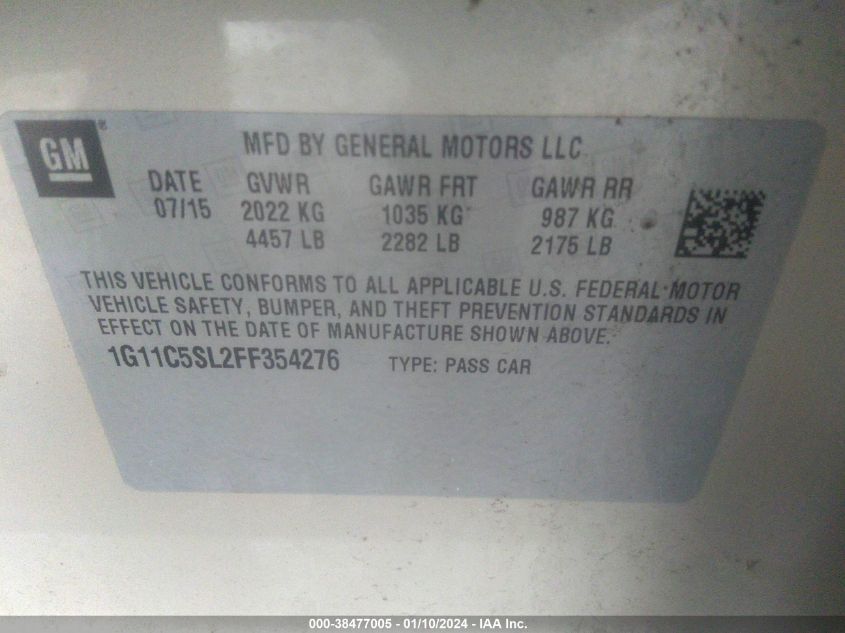 GM®
MFD BY GENERAL MOTORS LLC
DATE GVWR GAWR FRT GAWR RR
07/15 2022 KG 1035 KG 987 KG
4457 LB 2282 LB 2175 LB
THIS VEHICLE CONFORMS TO ALL APPLICABLE U.S. FEDERAL MOTOR
VEHICLE SAFETY, BUMPER, AND THEFT PREVENTION STANDARDS IN
EFFECT ON THE DATE OF MANUFACTURE SHOWN ABOVE.
1G11C5SL2FF354276 TYPE: PASS CAR
000-38477005 - 01/10/2024 - IAA Inc.